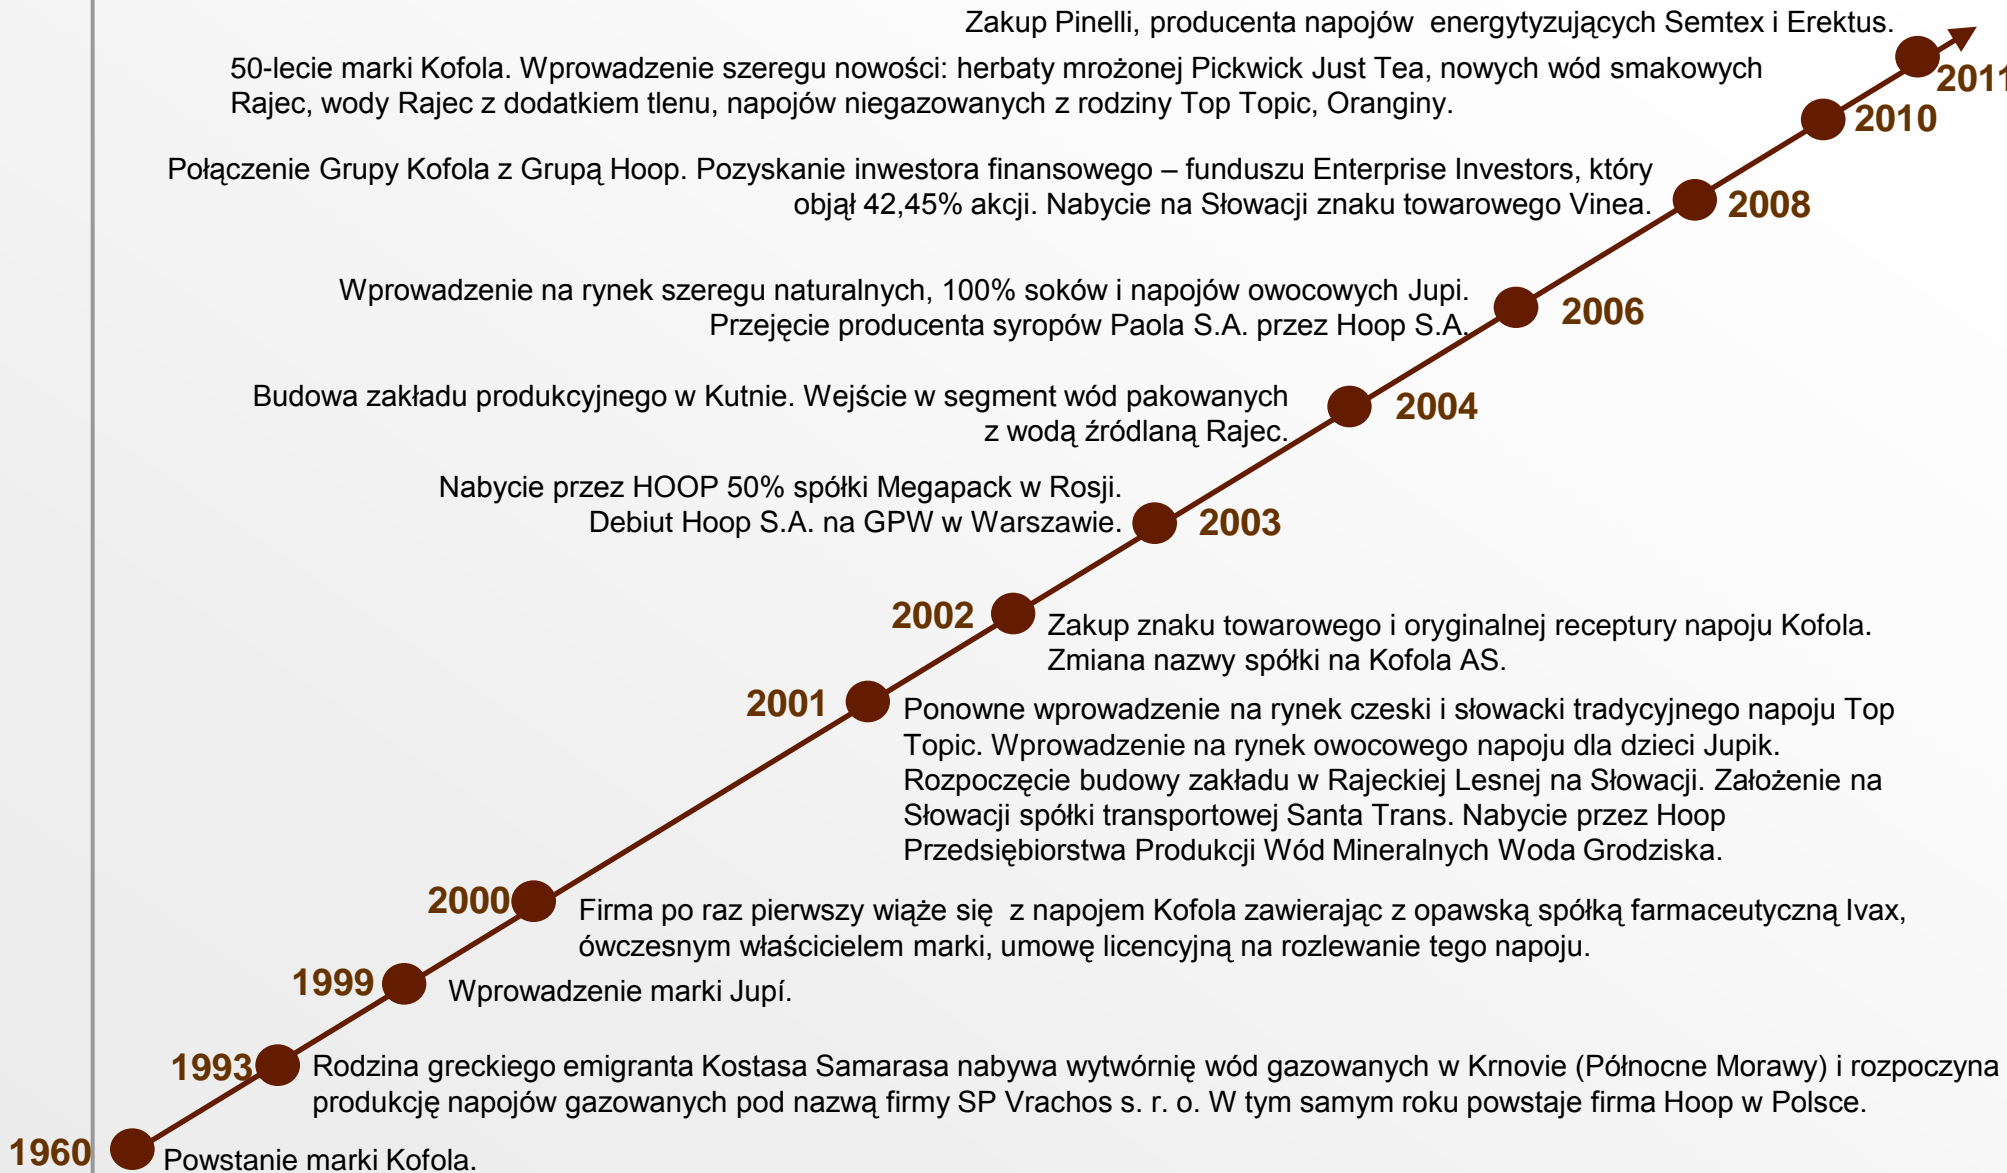 Zakup Pinelli, producenta napojów energytyzujących Semtex i Erektus.
2011
50-lecie marki Kofola. Wprowadzenie szeregu nowości: herbaty mrożonej Pickwick Just Tea, nowych wód smakowych
Rajec, wody Rajec z dodatkiem tlenu, napojów niegazowanych z rodziny Top Topic, Oranginy.
2010
Połączenie Grupy Kofola z Grupą Hoop. Pozyskanie inwestora finansowego – funduszu Enterprise Investors, który
objął 42,45% akcji. Nabycie na Słowacji znaku towarowego Vinea.
2008
Wprowadzenie na rynek szeregu naturalnych, 100% soków i napojów owocowych Jupi.
Przejęcie producenta syropów Paola S.A. przez Hoop S.A.
2006
Budowa zakładu produkcyjnego w Kutnie. Wejście w segment wód pakowanych
z wodą źródlaną Rajec.
2004
Nabycie przez HOOP 50% spółki Megapack w Rosji.
Debiut Hoop S.A. na GPW w Warszawie.
2003
2002
Zakup znaku towarowego i oryginalnej receptury napoju Kofola.
Zmiana nazwy spółki na Kofola AS.
2001
Ponowne wprowadzenie na rynek czeski i słowacki tradycyjnego napoju Top
Topic. Wprowadzenie na rynek owocowego napoju dla dzieci Jupik.
Rozpoczęcie budowy zakładu w Rajeckiej Lesnej na Słowacji. Założenie na
Słowacji spółki transportowej Santa Trans. Nabycie przez Hoop
Przedsiębiorstwa Produkcji Wód Mineralnych Woda Grodziska.
2000
Firma po raz pierwszy wiąże się z napojem Kofola zawierając z opawską spółką farmaceutyczną Ivax,
ówczesnym właścicielem marki, umowę licencyjną na rozlewanie tego napoju.
1999
Wprowadzenie marki Jupí.
1993
Rodzina greckiego emigranta Kostasa Samarasa nabywa wytwórnię wód gazowanych w Krnovie (Północne Morawy) i rozpoczyna
produkcję napojów gazowanych pod nazwą firmy SP Vrachos s. r. o. W tym samym roku powstaje firma Hoop w Polsce.
1960
Powstanie marki Kofola.